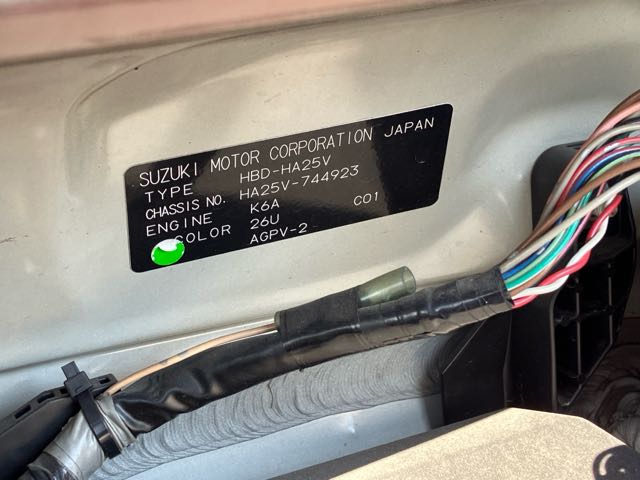 SUZUKI MOTOR CORPORATION JAPAN
TYPE HBD-HA25V
CHASSIS NO. HA25V-744923
ENGINE K6A C01
COLOR 26U
AGPV-2